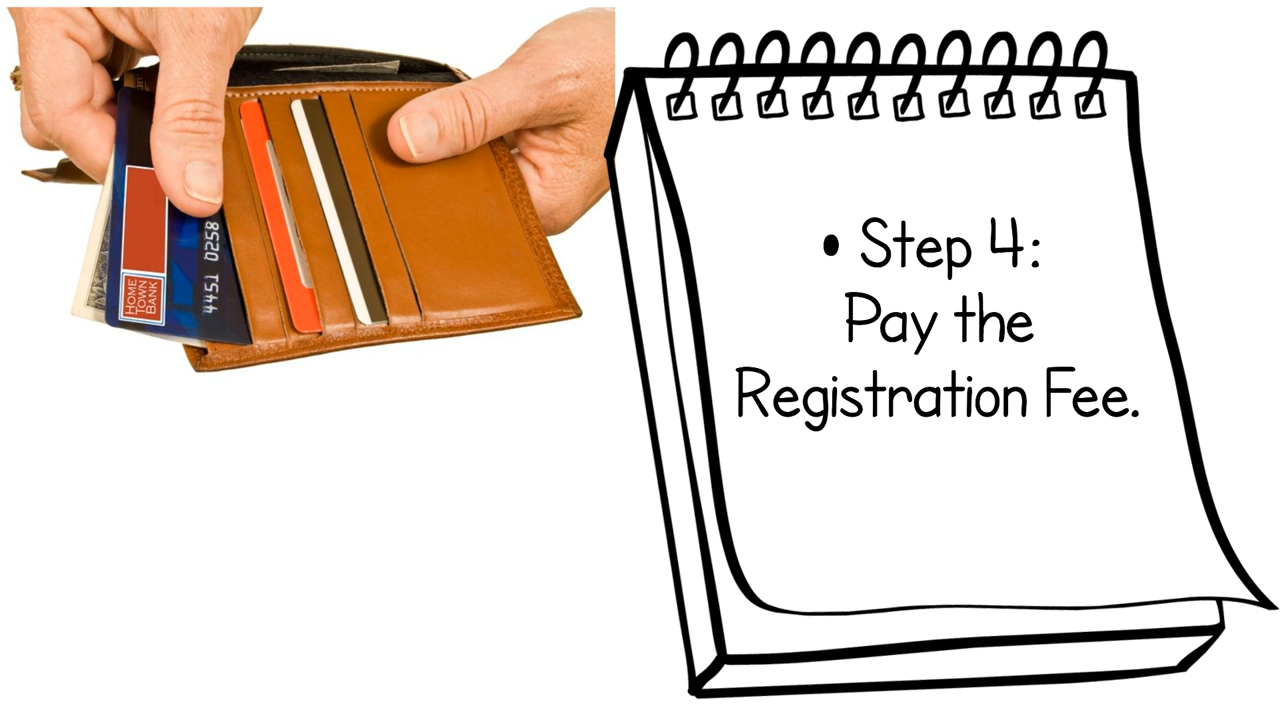 HOME
TOWN
BANK
4451 0258
• Step 4:
Pay the
Registration Fee.